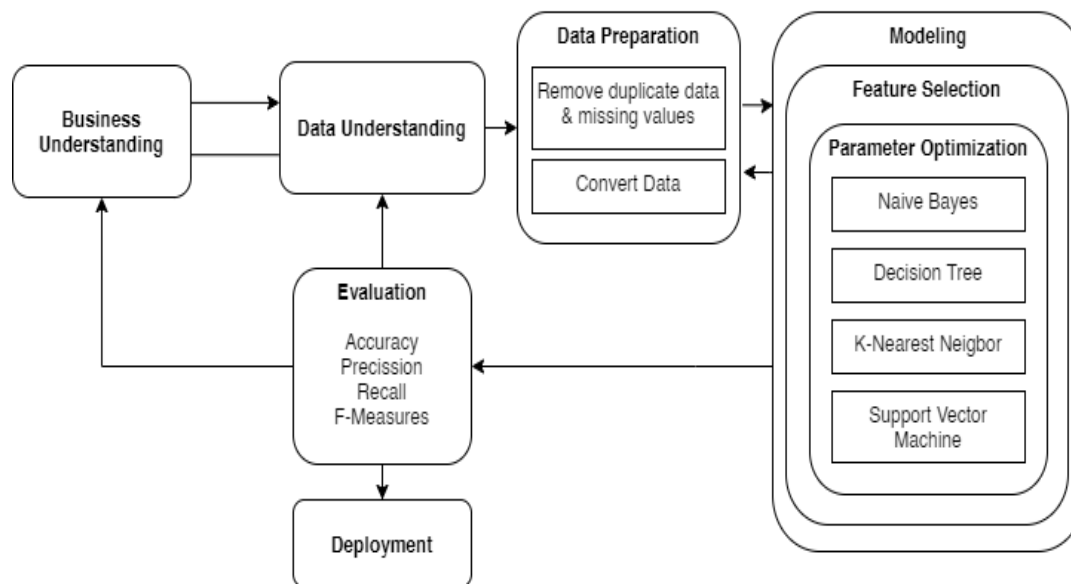 Business
Understanding
Data Understanding
Data Preparation
Remove duplicate data
& missing values
Convert Data
Modeling
Feature Selection
Parameter Optimization
Naive Bayes
Decision Tree
K-Nearest Neigbor
Support Vector
Machine
Evaluation
Accuracy
Precission
Recall
F-Measures
Deployment